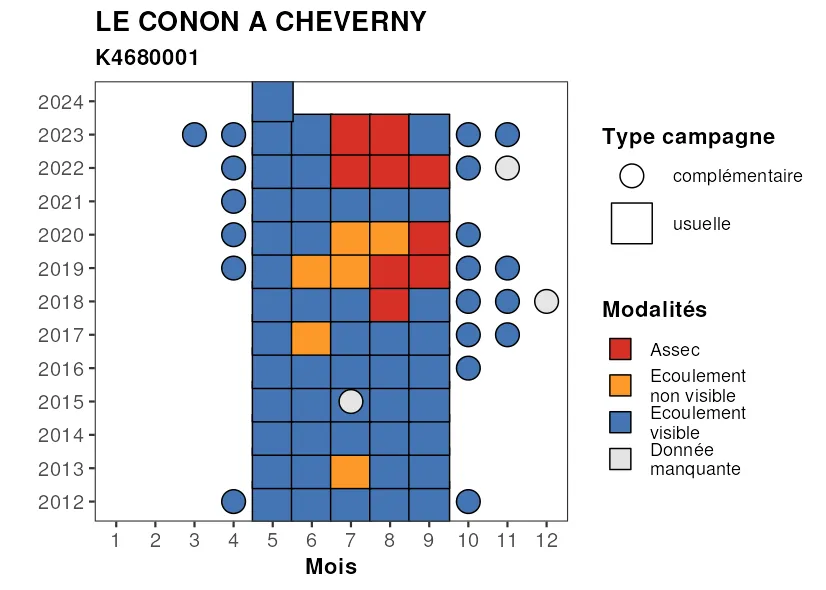 LE CONON A CHEVERNY
K4680001
2024
2023
2022
2021
2020
2019
2018
2017
2016
2015
2014
2013
2012
1 2 3 4 5 6 7 8 9 10 11 12
Mois
Type campagne
complémentaire
usuelle
Modalités
Assec
Ecoulement
non visible
Ecoulement
visible
Donnée
manquante